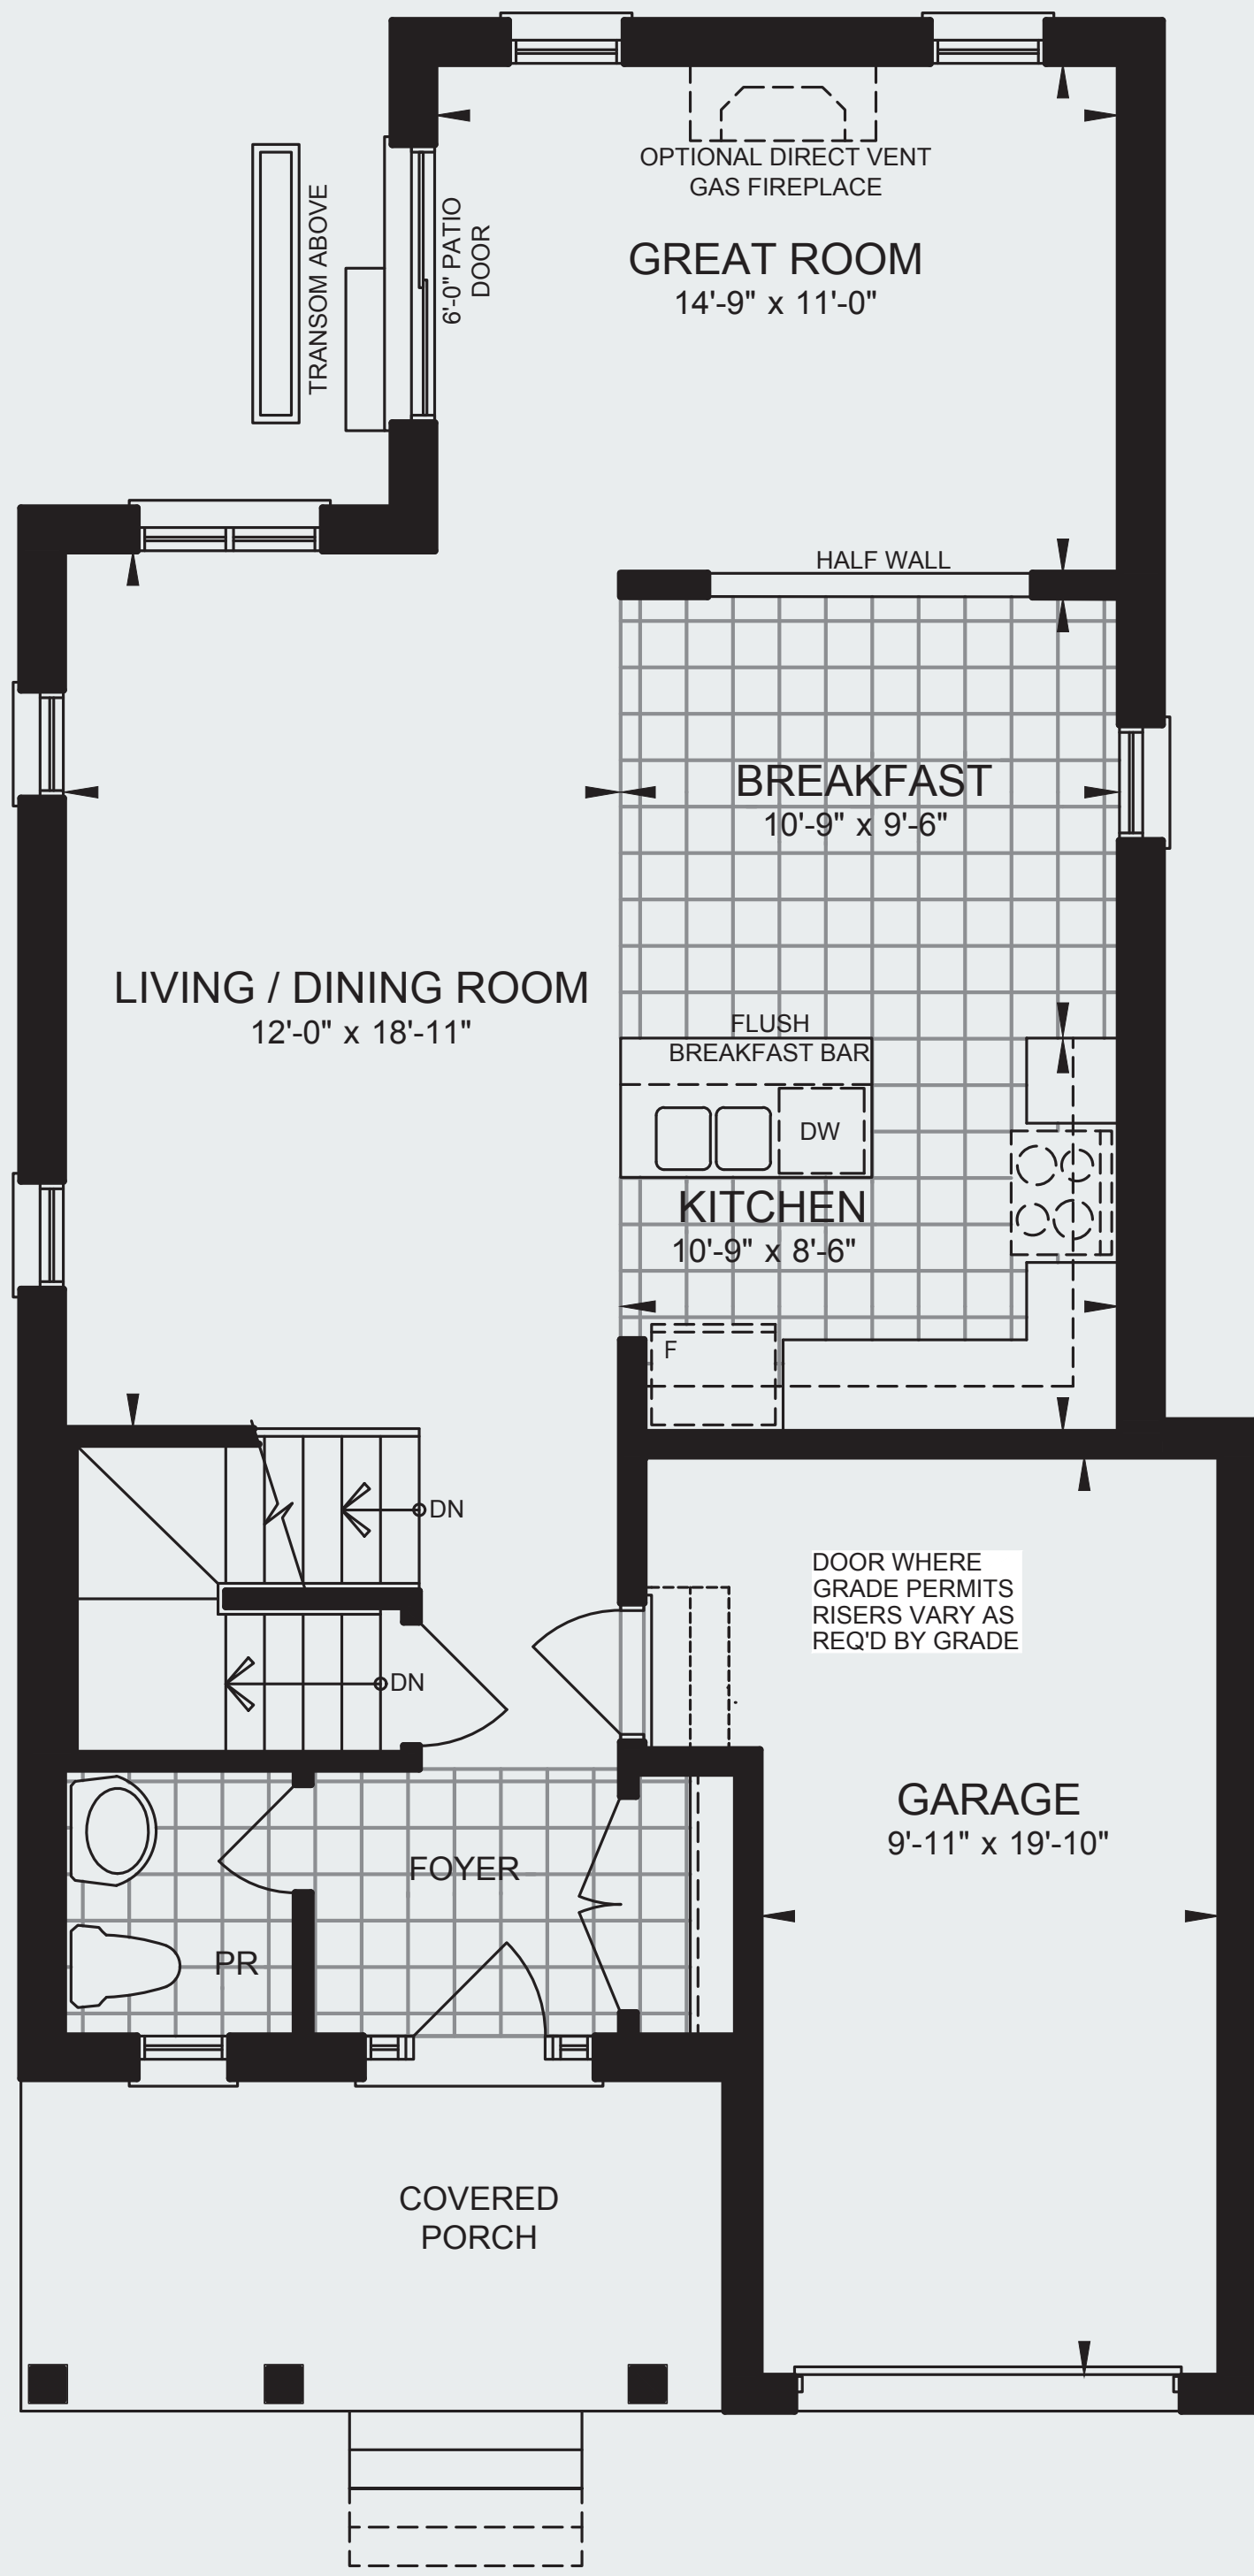 OPTIONAL DIRECT VENT
GAS FIREPLACE
TRANSOM ABOVE
6'-0" PATIO
DOOR
GREAT ROOM
14'-9" x 11'-0"
HALF WALL
BREAKFAST
10'-9" x 9'-6"
LIVING / DINING ROOM
12'-0" x 18'-11"
FLUSH
BREAKFAST BAR
DW
KITCHEN
10'-9" x 8'-6"
F
DN
DOOR WHERE
GRADE PERMITS
RISERS VARY AS
REQ'D BY GRADE
DN
GARAGE
9'-11" x 19'-10"
FOYER
PR
COVERED
PORCH